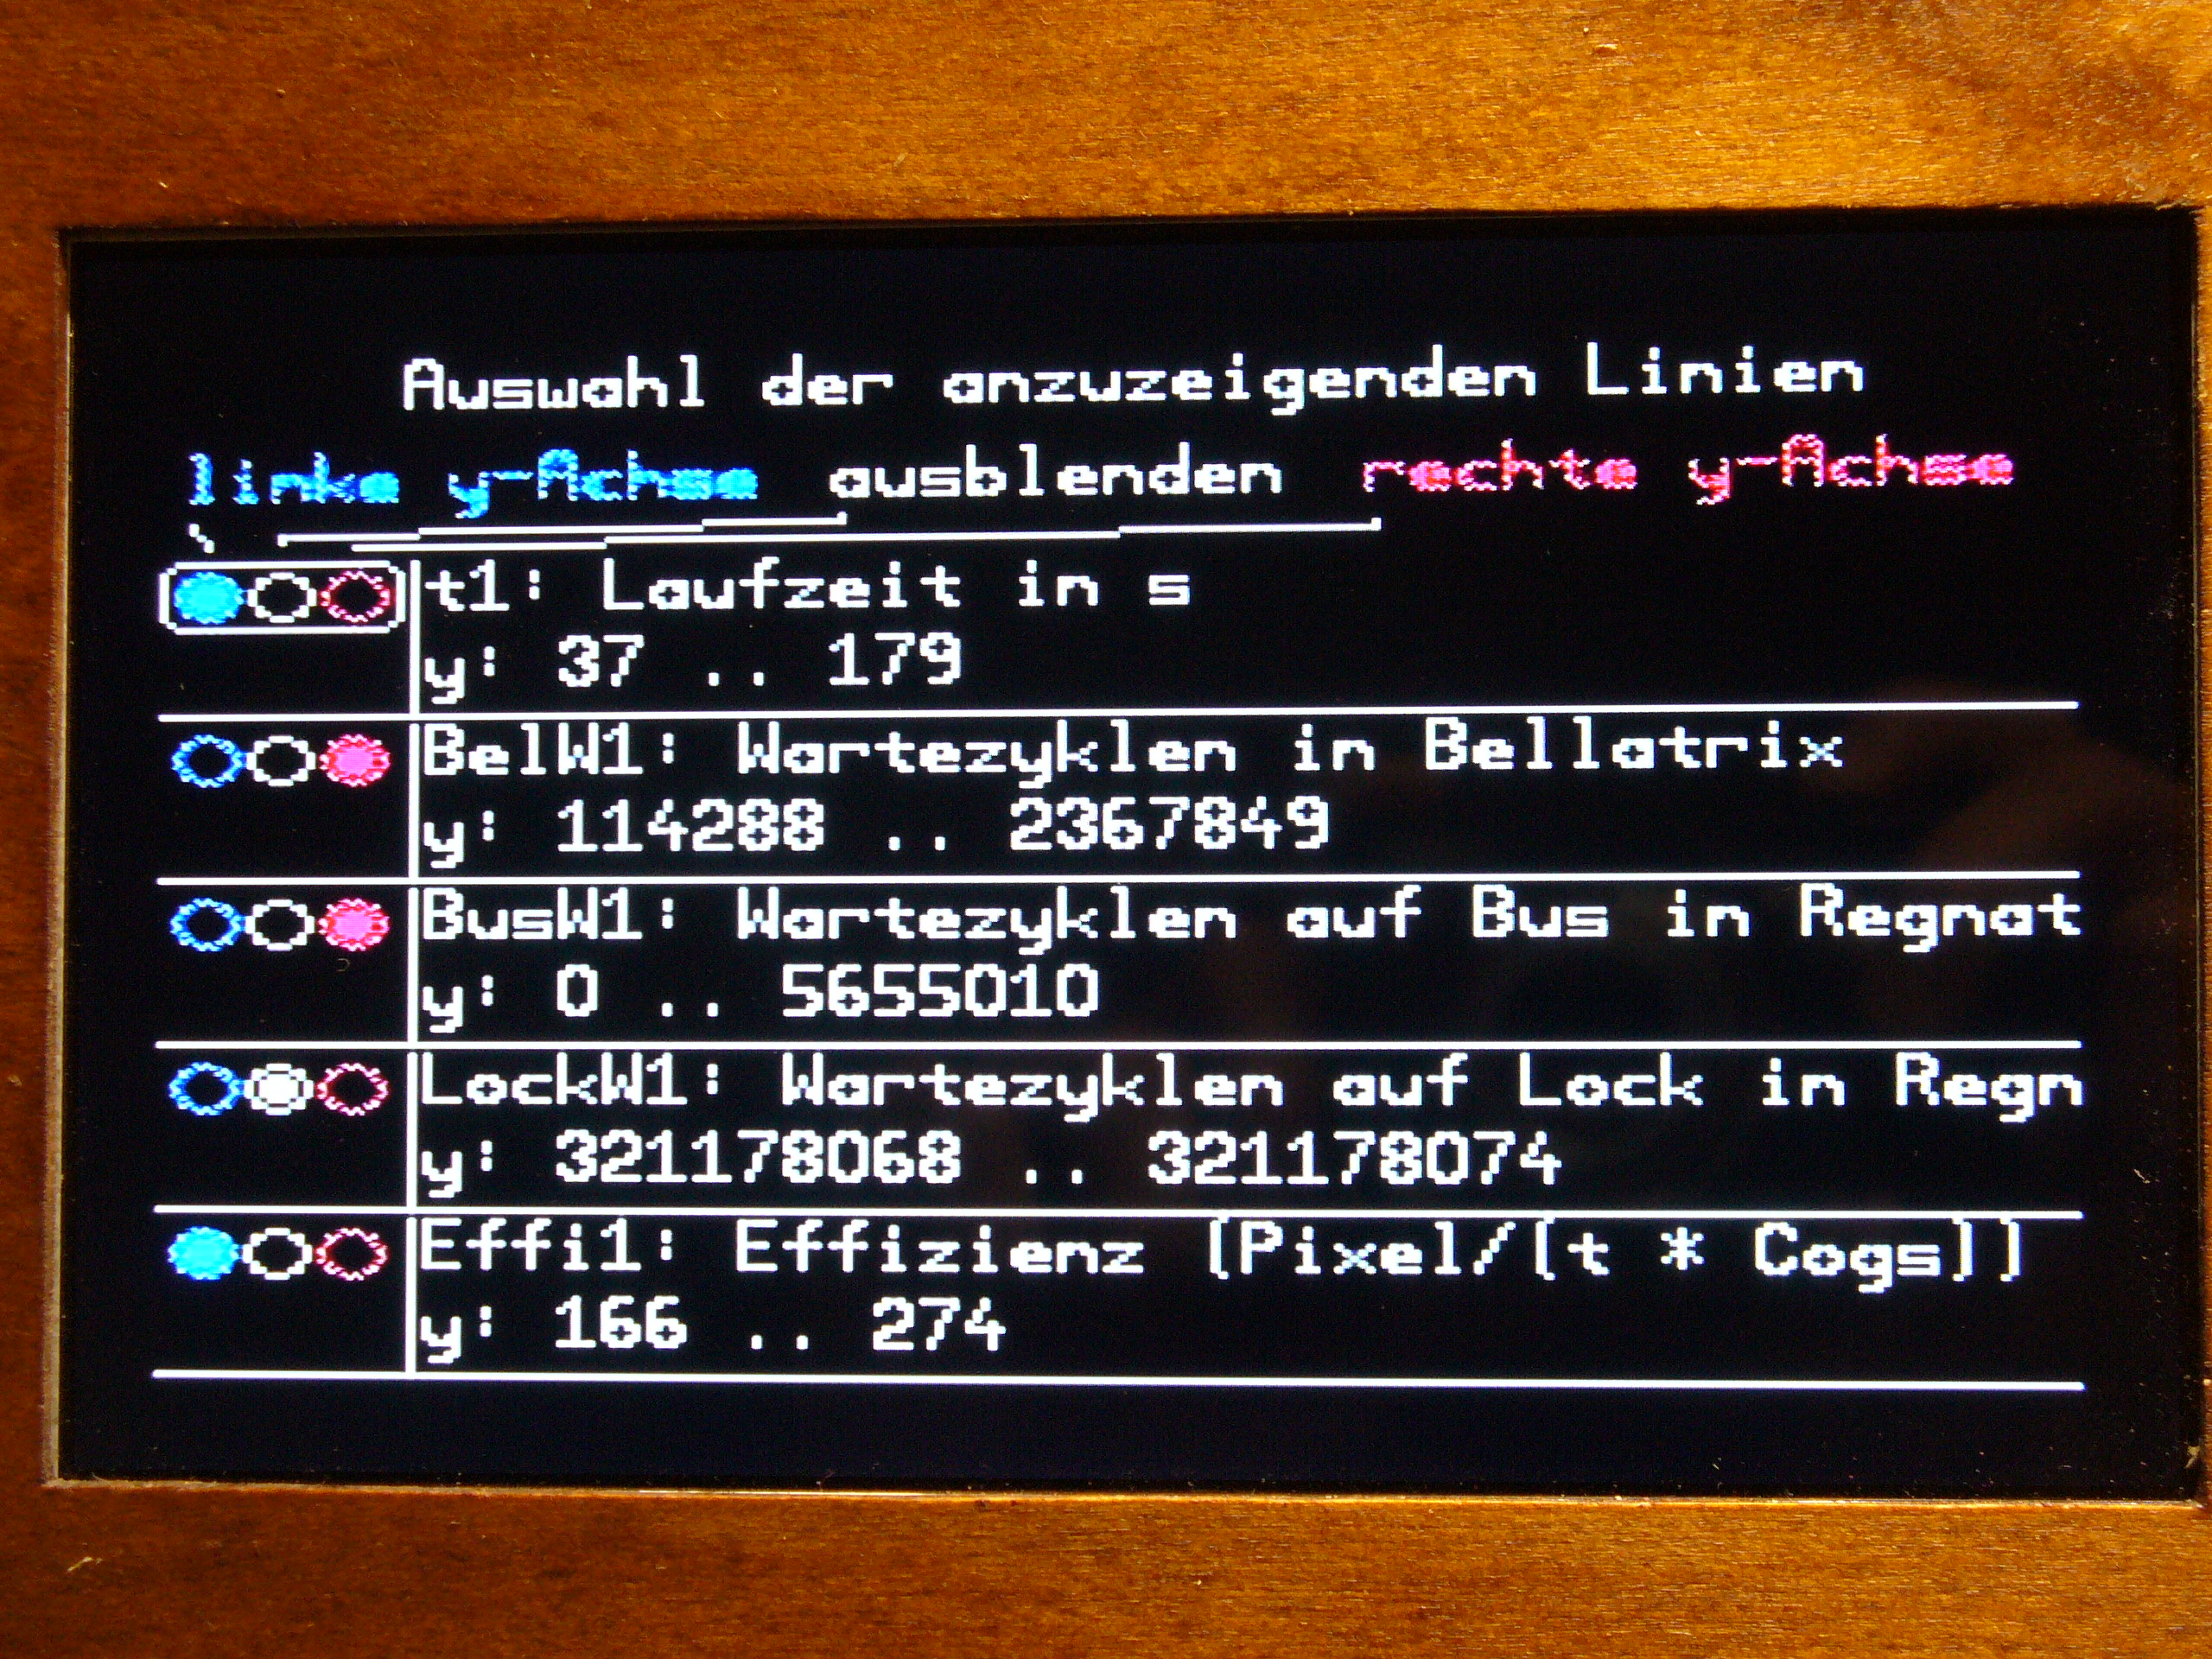 Auswahl der anzuzeigenden Linien
linke y-Achse ausblenden rechte y-Achse
t1: Laufzeit in s
y: 37 .. 179
BelW1: Wartezyklen in Bellatrix
y: 114288 .. 2367849
BusW1: Wartezyklen auf Bus in Regnat
y: 0 .. 5655010
LockW1: Wartezyklen auf Lock in Regn
y: 321178068 .. 321178074
Effi1: Effizienz (Pixel/(t * Cogs))
y: 166 .. 274